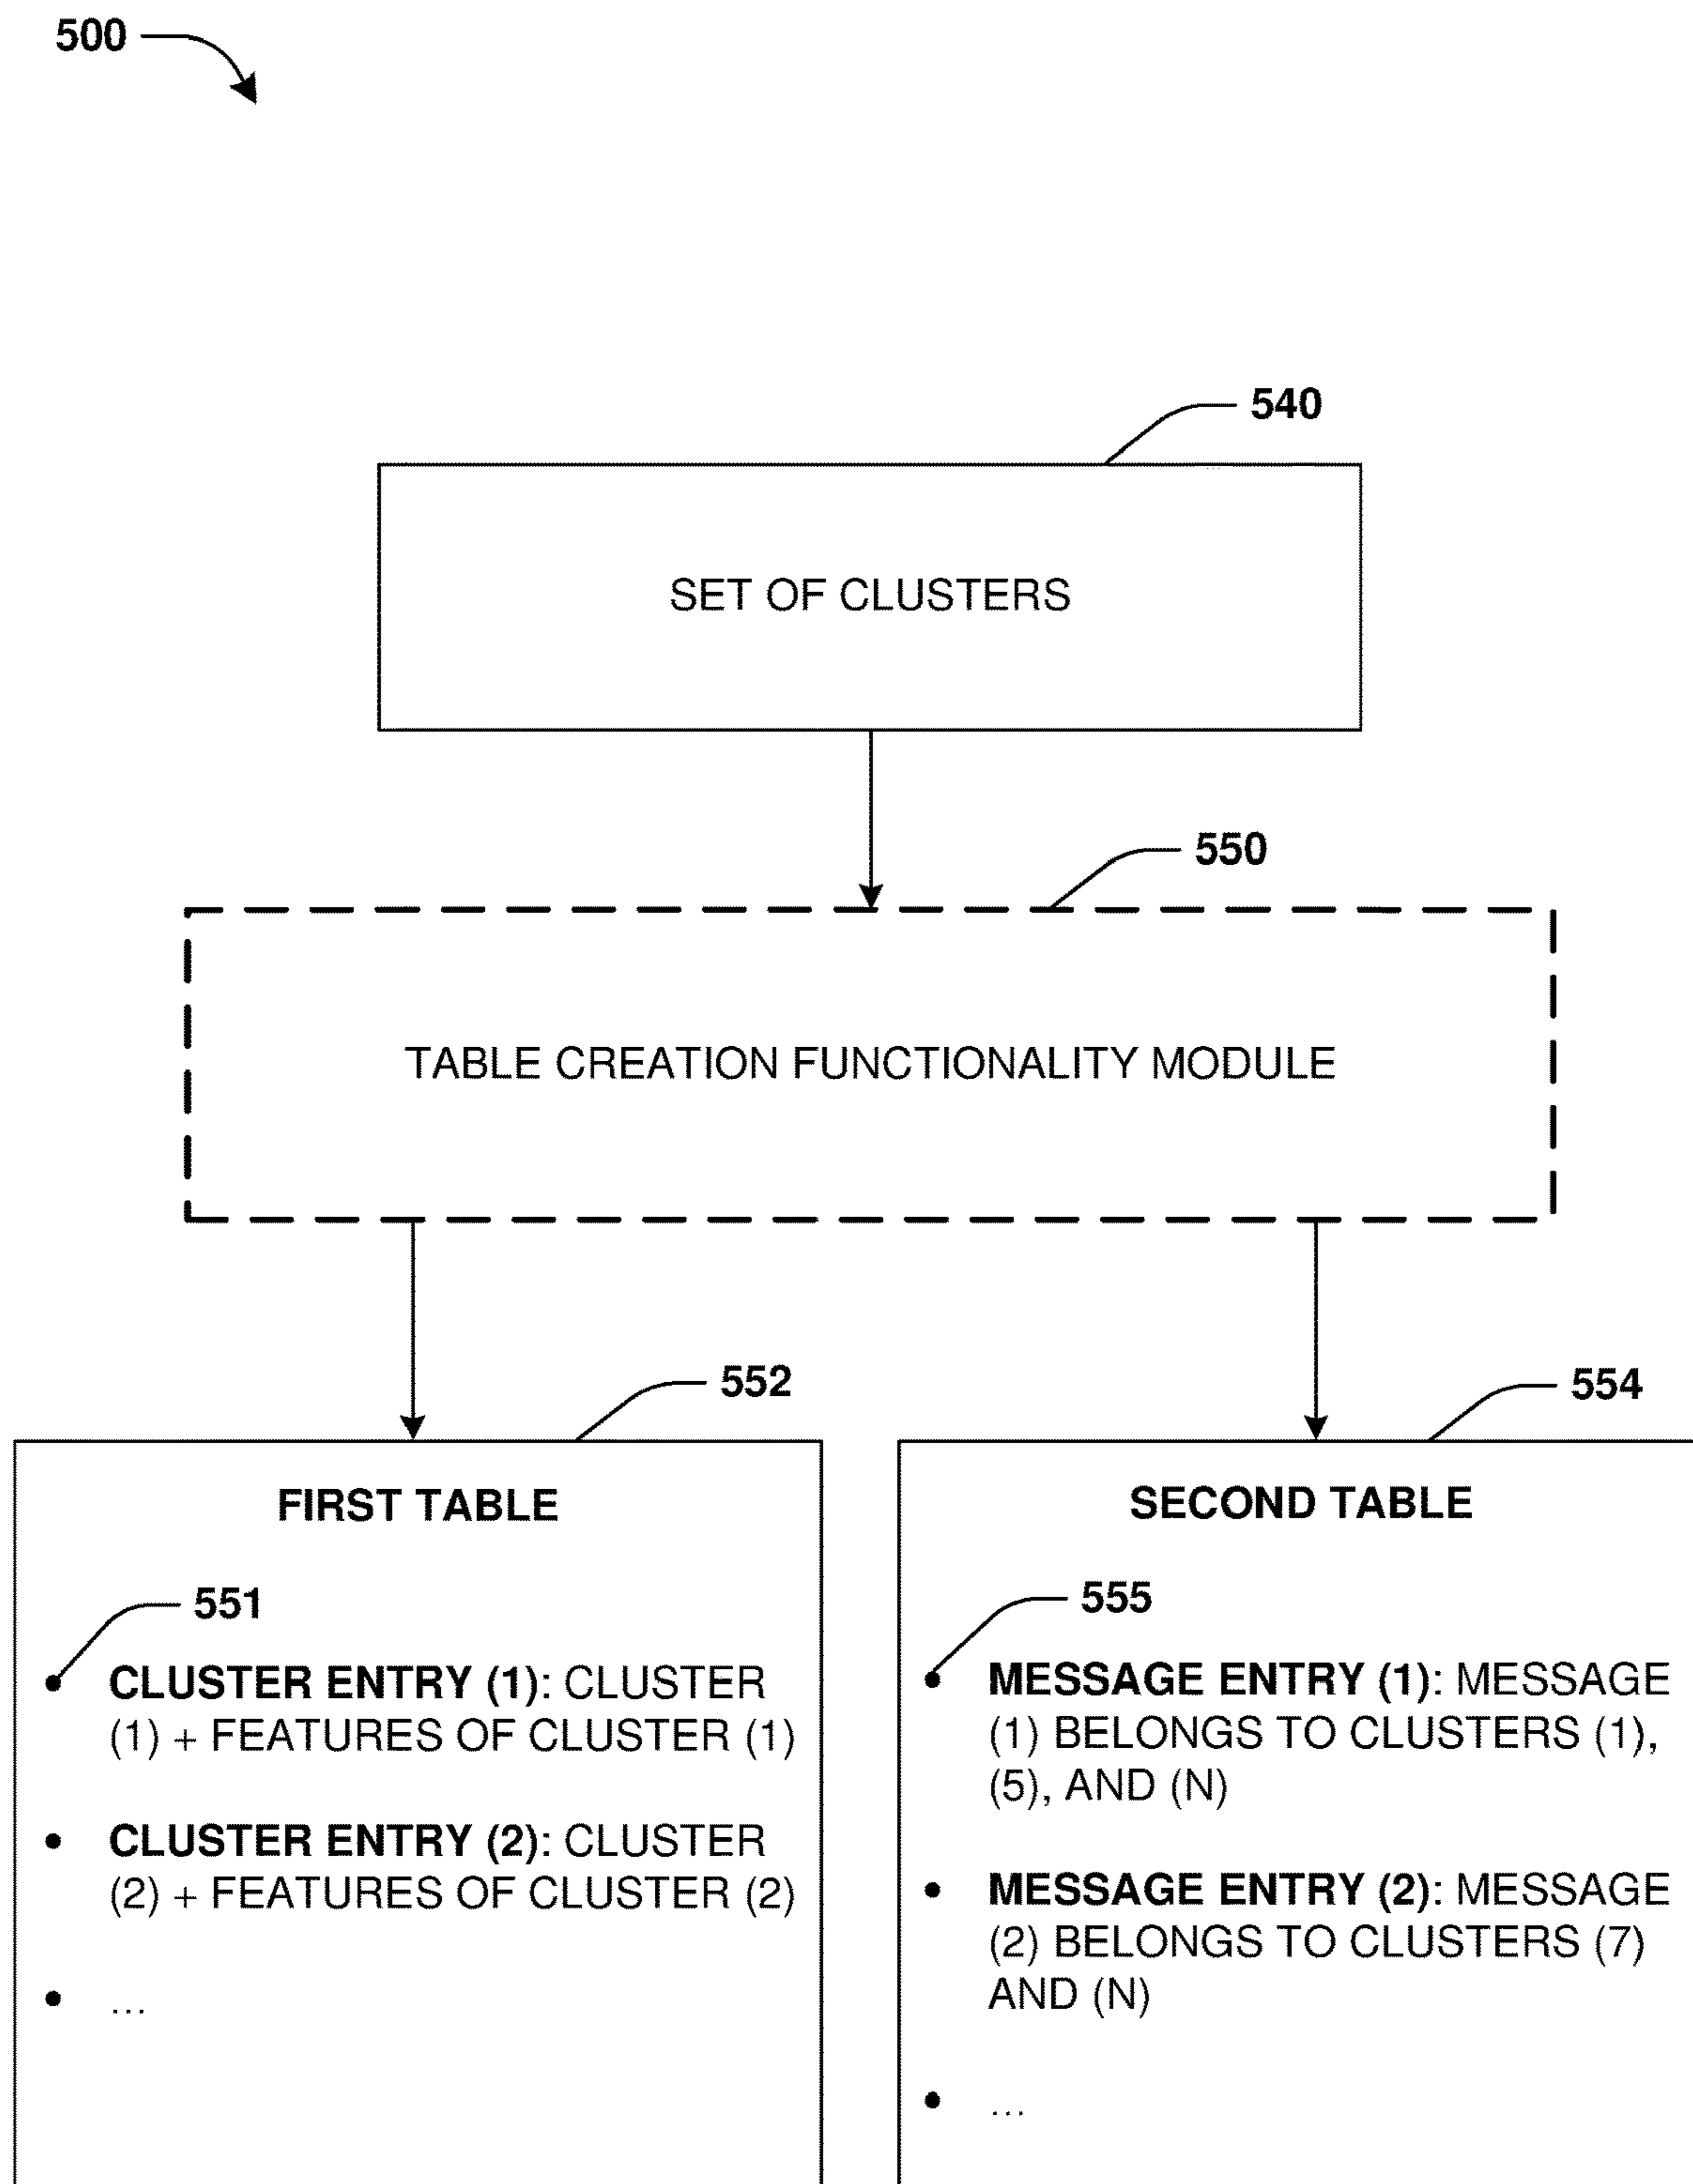 500
540
SET OF CLUSTERS
550
TABLE CREATION FUNCTIONALITY MODULE
552
554
FIRST TABLE
551
• CLUSTER ENTRY (1): CLUSTER
(1) + FEATURES OF CLUSTER (1)
• CLUSTER ENTRY (2): CLUSTER
(2) + FEATURES OF CLUSTER (2)
• ...
SECOND TABLE
555
• MESSAGE ENTRY (1): MESSAGE
(1) BELONGS TO CLUSTERS (1),
(5), AND (N)
• MESSAGE ENTRY (2): MESSAGE
(2) BELONGS TO CLUSTERS (7)
AND (N)
• ...